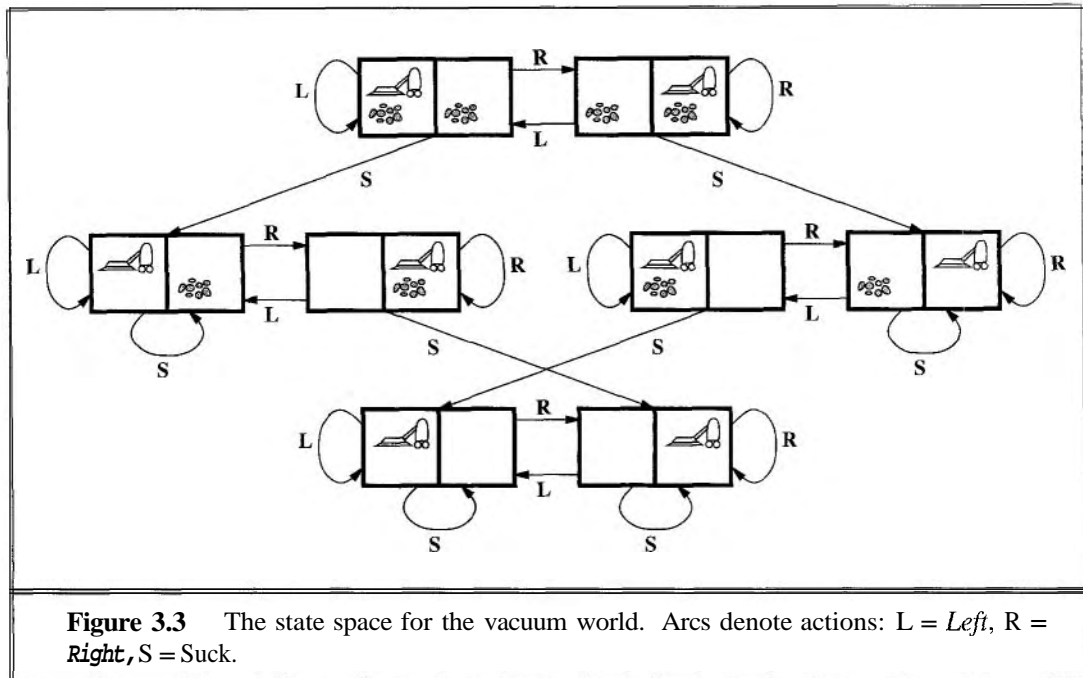 R
L
R
L
S
S
R
R
L
R
L
R
L
L
S
S
S
S
R
L
R
L
S
S
Figure 3.3 The state space for the vacuum world. Arcs denote actions: L = Left, R =
Right, S = Suck.